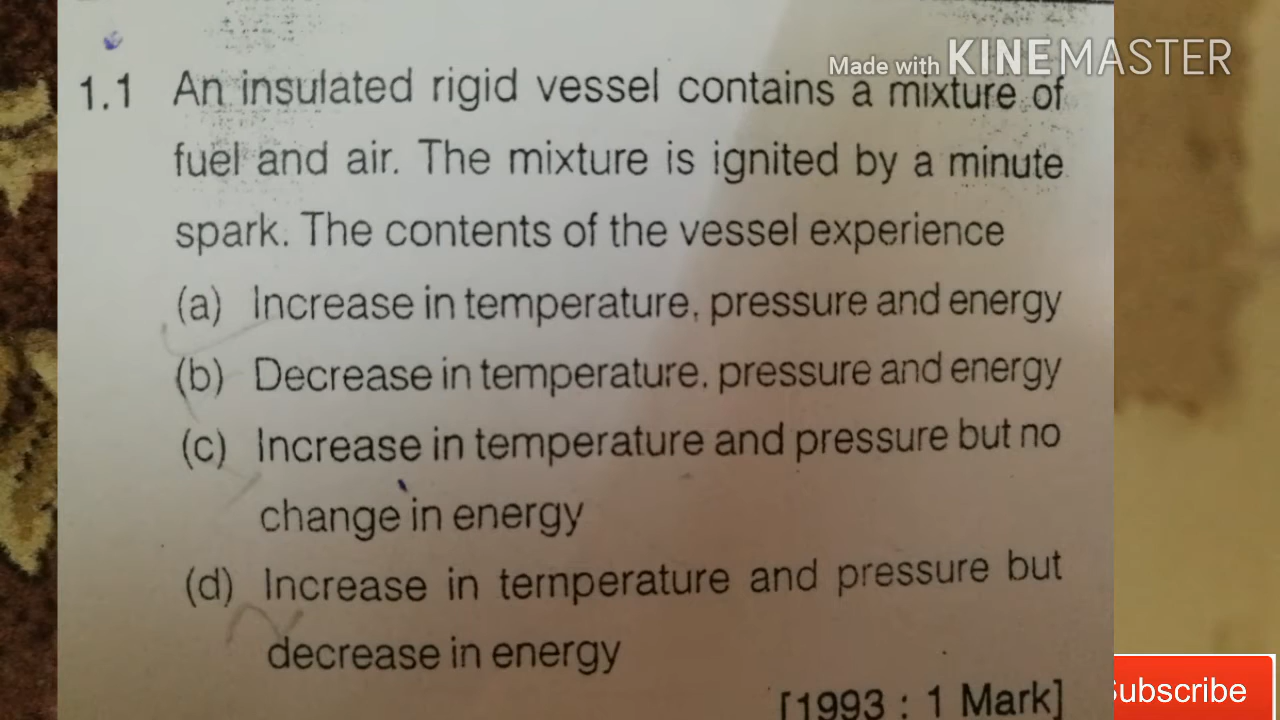 Made with KINEMASTER
1.1 An insulated rigid vessel contains a mixture of
fuel and air. The mixture is ignited by a minute
spark. The contents of the vessel experience
(a) Increase in temperature, pressure and energy
(b) Decrease in temperature. pressure and energy
(c) Increase in temperature and pressure but no
change in energy
(d) Increase in temperature and pressure but
decrease in energy
[1993 : 1 Mark]
Subscribe